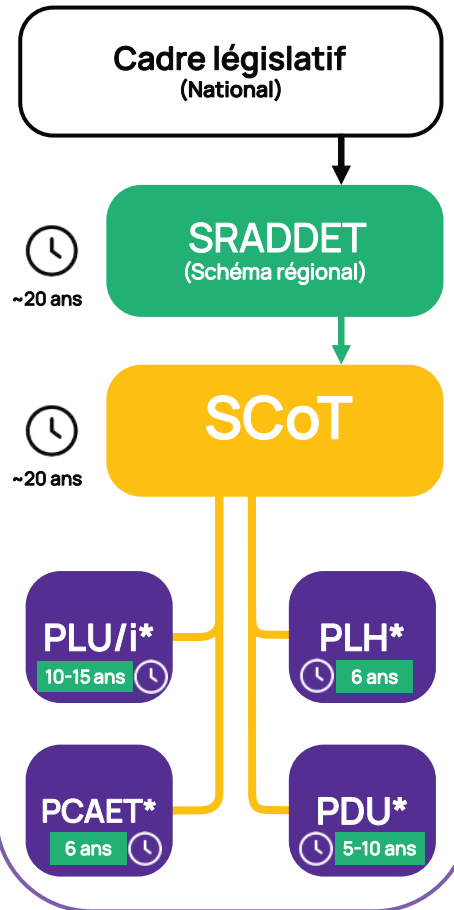 Cadre législatif
(National)
SRADDET
(Schéma régional)
~20 ans
SCoT
~20 ans
PLU/i*
10-15 ans
PLH*
6 ans
PCAET*
6 ans
PDU*
5-10 ans